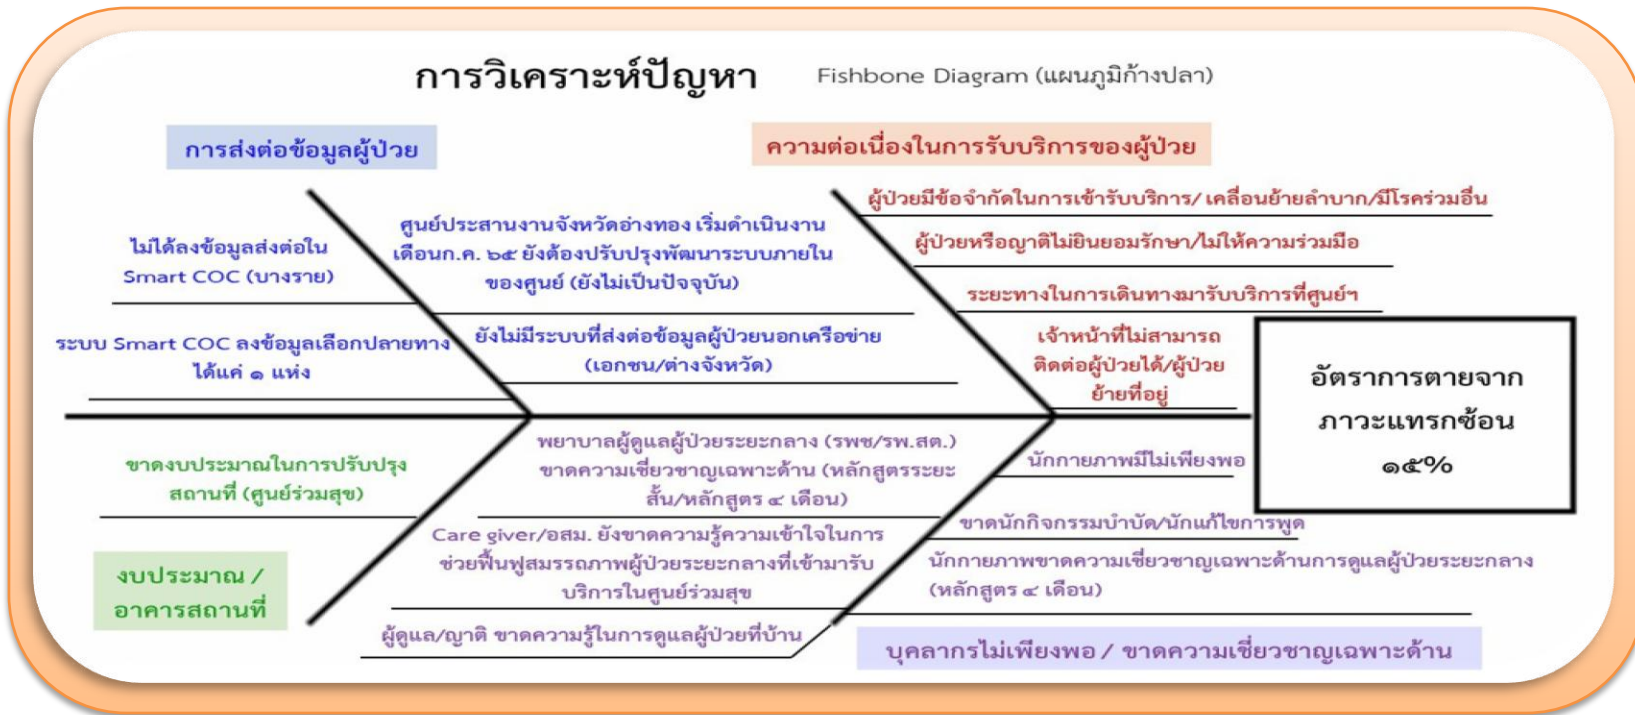 การวิเคราะห์ปัญหา
Fishbone Diagram (แผนภูมิก้างปลา)
การส่งต่อข้อมูลผู้ป่วย
ไม่ได้ลงข้อมูลส่งต่อใน
Smart COC (บางราย)
ระบบ Smart COC ลงข้อมูลเลือกปลายทาง
ได้แค่ ๑ แห่ง
ศูนย์ประสานงานจังหวัดอ่างทอง เริ่มดำเนินงาน
เดือนก.ค. ๖๕ ยังต้องปรับปรุงพัฒนาระบบภายใน
ของศูนย์ (ยังไม่เป็นปัจจุบัน)
ยังไม่มีระบบที่ส่งต่อข้อมูลผู้ป่วยนอกเครือข่าย
(เอกชน/ต่างจังหวัด)
ความต่อเนื่องในการรับบริการของผู้ป่วย
ผู้ป่วยมีข้อจำกัดในการเข้ารับบริการ/ เคลื่อนย้ายลำบาก/มีโรคร่วมอื่น
ผู้ป่วยหรือญาติไม่ยินยอมรักษา/ไม่ให้ความร่วมมือ
ระยะทางในการเดินทางมารับบริการที่ศูนย์ฯ
เจ้าหน้าที่ไม่สามารถ
ติดต่อผู้ป่วยได้/ผู้ป่วย
ย้ายที่อยู่
อัตราการตายจาก
ภาวะแทรกซ้อน
๑๕%
ขาดงบประมาณในการปรับปรุง
สถานที่ (ศูนย์ร่วมสุข)
งบประมาณ /
อาคารสถานที่
พยาบาลผู้ดูแลผู้ป่วยระยะกลาง (รพช/รพ.สต.)
ขาดความเชี่ยวชาญเฉพาะด้าน (หลักสูตรระยะ
สั้น/หลักสูตร ๔ เดือน)
Care giver/อสม. ยังขาดความรู้ความเข้าใจในการ
ช่วยฟื้นฟูสมรรถภาพผู้ป่วยระยะกลางที่เข้ามารับ
บริการในศูนย์ร่วมสุข
ผู้ดูแล/ญาติ ขาดความรู้ในการดูแลผู้ป่วยที่บ้าน
นักกายภาพมีไม่เพียงพอ
ขาดนักกิจกรรมบำบัด/นักแก้ไขการพูด
นักกายภาพขาดความเชี่ยวชาญเฉพาะด้านการดูแลผู้ป่วยระยะกลาง
(หลักสูตร ๔ เดือน)
บุคลากรไม่เพียงพอ / ขาดความเชี่ยวชาญเฉพาะด้าน